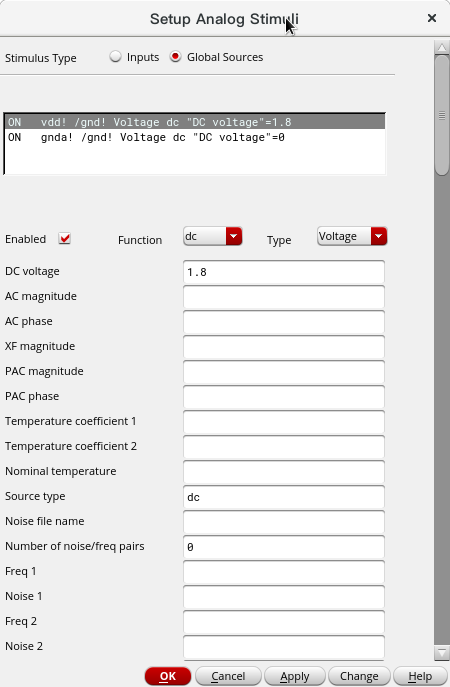 Setup Analog Stimuli
Stimulus Type Inputs Global Sources
ON vdd! /gnd! Voltage dc "DC voltage"=1.8
ON gnda! /gnd! Voltage dc "DC voltage"=0
Enabled Function dc Type Voltage
DC voltage 1.8
AC magnitude
AC phase
XF magnitude
PAC magnitude
PAC phase
Temperature coefficient 1
Temperature coefficient 2
Nominal temperature
Source type dc
Noise file name
Number of noise/freq pairs 0
Freq 1
Noise 1
Freq 2
Noise 2
OK Cancel Apply Change Help